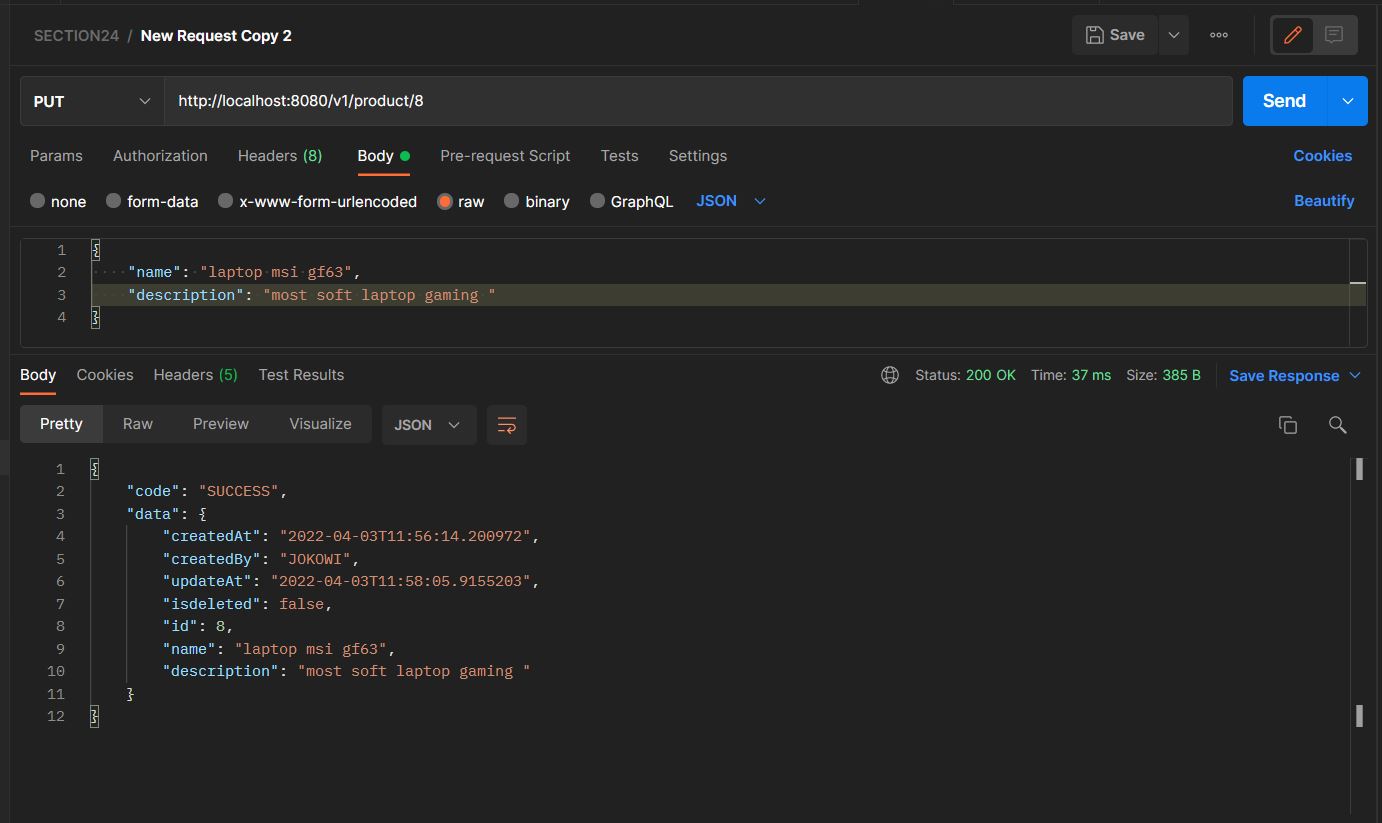 SECTION24 / New Request Copy 2
Save
PUT http://localhost:8080/v1/product/8 Send
Params Authorization Headers (8) Body Pre-request Script Tests Settings Cookies
none form-data x-www-form-urlencoded raw binary GraphQL JSON Beautify
1 {
2 "name": "laptop msi gf63",
3 "description": "most soft laptop gaming "
4 }
Body Cookies Headers (5) Test Results Status: 200 OK Time: 37 ms Size: 385 B Save Response
Pretty Raw Preview Visualize JSON
1 {
2 "code": "SUCCESS",
3 "data": {
4 "createdAt": "2022-04-03T11:56:14.200972",
5 "createdBy": "JOKOWI",
6 "updateAt": "2022-04-03T11:58:05.9155203",
7 "isdeleted": false,
8 "id": 8,
9 "name": "laptop msi gf63",
10 "description": "most soft laptop gaming "
11 }
12 }